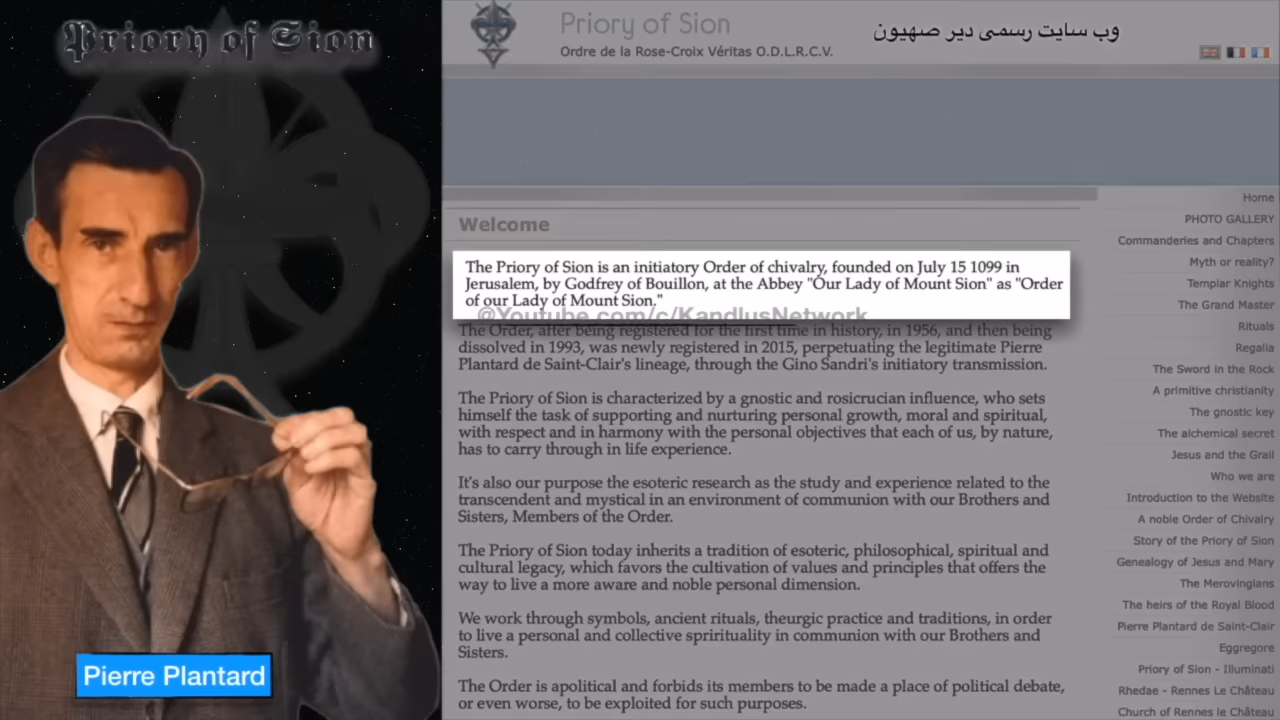 Priory of Sion
Pierre Plantard
Priory of Sion
Ordre de la Rose-Croix Véritas O.D.L.R.C.V.
وب سایت رسمی دیر صهیون
Welcome
The Priory of Sion is an initiatory Order of chivalry, founded on July 15 1099 in
Jerusalem, by Godfrey of Bouillon, at the Abbey "Our Lady of Mount Sion" as "Order
of our Lady of Mount Sion."
@Youtube.com/c/KandusNetwork
The Order, after being registered for the first time in history, in 1956, and then being
dissolved in 1993, was newly registered in 2015, perpetuating the legitimate Pierre
Plantard de Saint-Clair's lineage, through the Gino Sandri's initiatory transmission.
The Priory of Sion is characterized by a gnostic and rosicrucian influence, who sets
himself the task of supporting and nurturing personal growth, moral and spiritual,
with respect and in harmony with the personal objectives that each of us, by nature,
has to carry through in life experience.
It's also our purpose the esoteric research as the study and experience related to the
transcendent and mystical in an environment of communion with our Brothers and
Sisters, Members of the Order.
The Priory of Sion today inherits a tradition of esoteric, philosophical, spiritual and
cultural legacy, which favors the cultivation of values and principles that offers the
way to live a more aware and noble personal dimension.
We work through symbols, ancient rituals, theurgic practice and traditions, in order
to live a personal and collective sprirituality in communion with our Brothers and
Sisters.
The Order is apolitical and forbids its members to be made a place of political debate,
or even worse, to be exploited for such purposes.
Home
PHOTO GALLERY
Commanderies and Chapters
Myth or reality?
Templar Knights
The Grand Master
Rituals
Regalia
The Sword in the Rock
A primitive christianity
The gnostic key
The alchemical secret
Jesus and the Grail
Who we are
Introduction to the Website
A noble Order of Chivalry
Story of the Priory of Sion
Genealogy of Jesus and Mary
The Merovingians
The heirs of the Royal Blood
Pierre Plantard de Saint-Clair
Eggregore
Priory of Sion - Illuminati
Rhedae - Rennes Le Château
Church of Rennes le Château